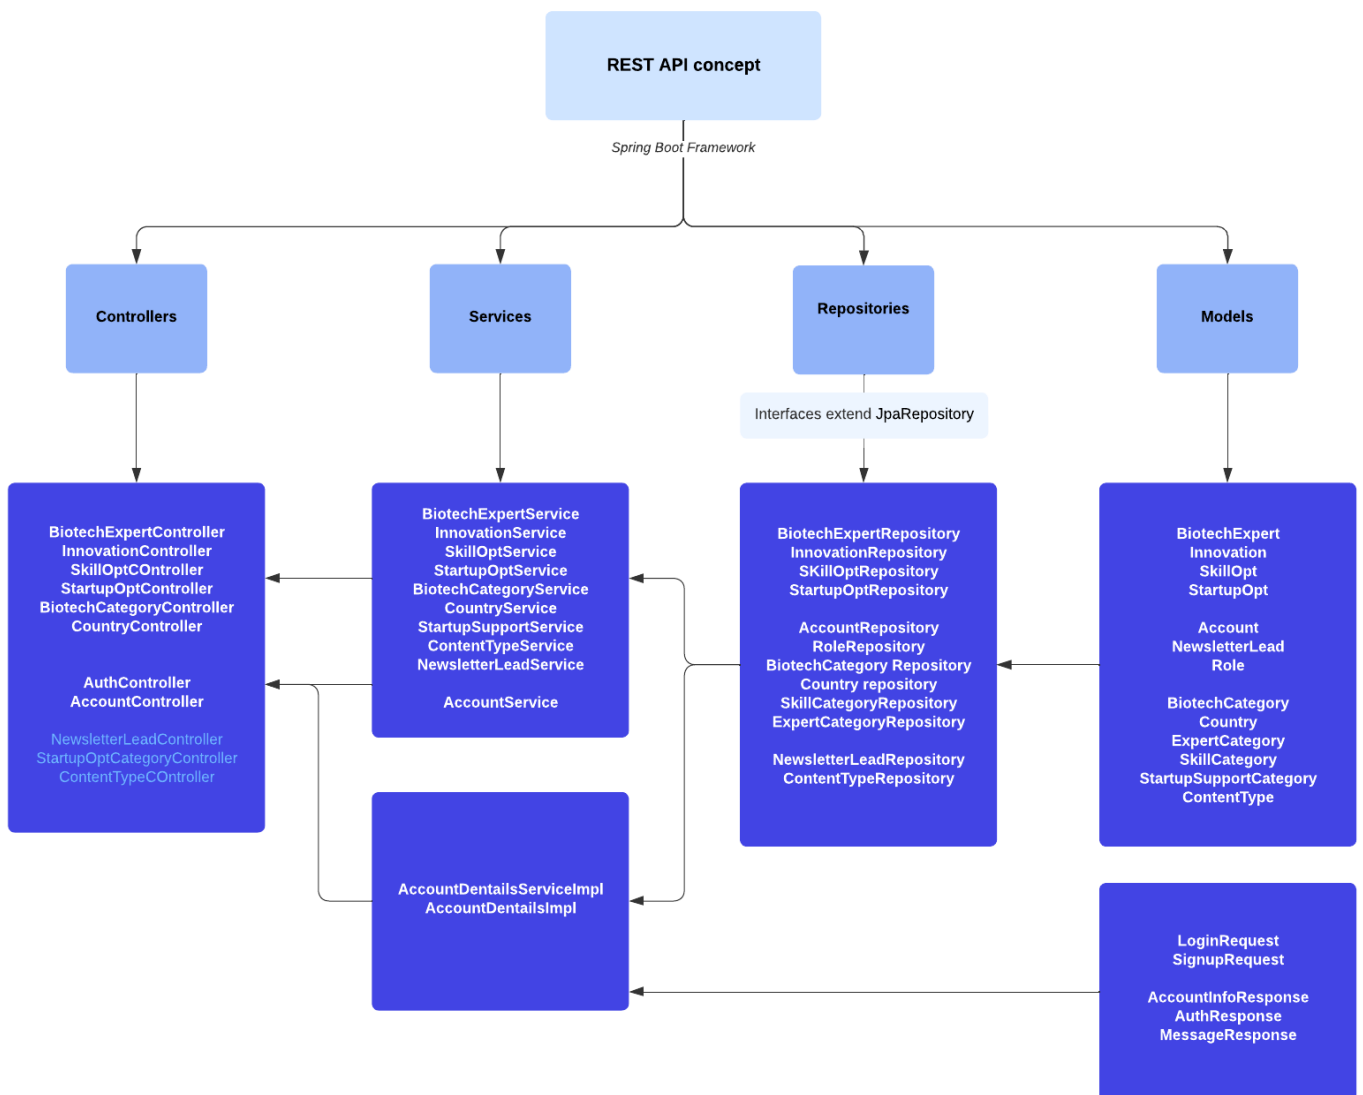 REST API concept
Spring Boot Framework
Controllers
Services
Repositories
Models
Interfaces extend JpaRepository
BiotechExpertController
InnovationController
SkillOptCOntroller
StartupOptController
BiotechCategoryController
CountryController
AuthController
AccountController
NewsletterLeadController
StartupOptCategoryController
ContentTypeCOntroller
BiotechExpertService
InnovationService
SkillOptService
StartupOptService
BiotechCategoryService
CountryService
StartupSupportService
ContentTypeService
NewsletterLeadService
AccountService
AccountDentailsServiceImpl
AccountDentailsImpl
BiotechExpertRepository
InnovationRepository
SKillOptRepository
StartupOptRepository
AccountRepository
RoleRepository
BiotechCategory Repository
Country repository
SkillCategoryRepository
ExpertCategoryRepository
NewsletterLeadRepository
ContentTypeRepository
BiotechExpert
Innovation
SkillOpt
StartupOpt
Account
NewsletterLead
Role
BiotechCategory
Country
ExpertCategory
SkillCategory
StartupSupportCategory
ContentType
LoginRequest
SignupRequest
AccountInfoResponse
AuthResponse
MessageResponse